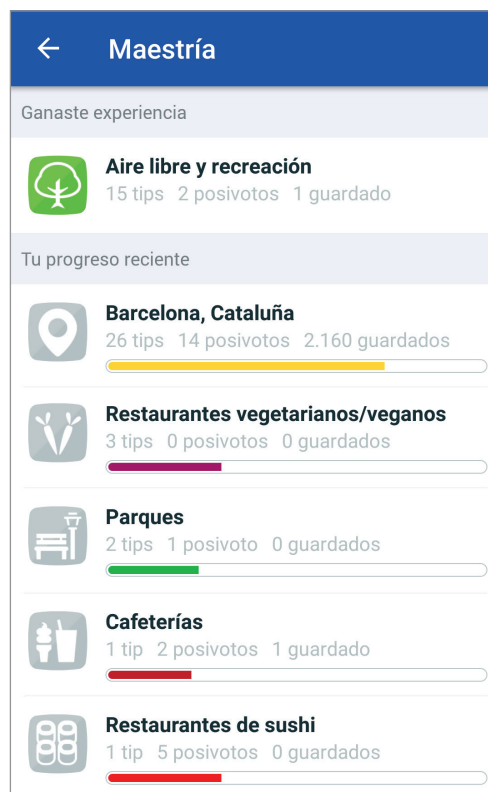 Maestría
Ganaste experiencia
Aire libre y recreación
15 tips 2 posivotos 1 guardado
Tu progreso reciente
Barcelona, Cataluña
26 tips 14 posivotos 2.160 guardados
Restaurantes vegetarianos/veganos
3 tips 0 posivotos 0 guardados
Parques
2 tips 1 posivoto 0 guardados
Cafeterías
1 tip 2 posivotos 1 guardado
Restaurantes de sushi
1 tip 5 posivotos 0 guardados